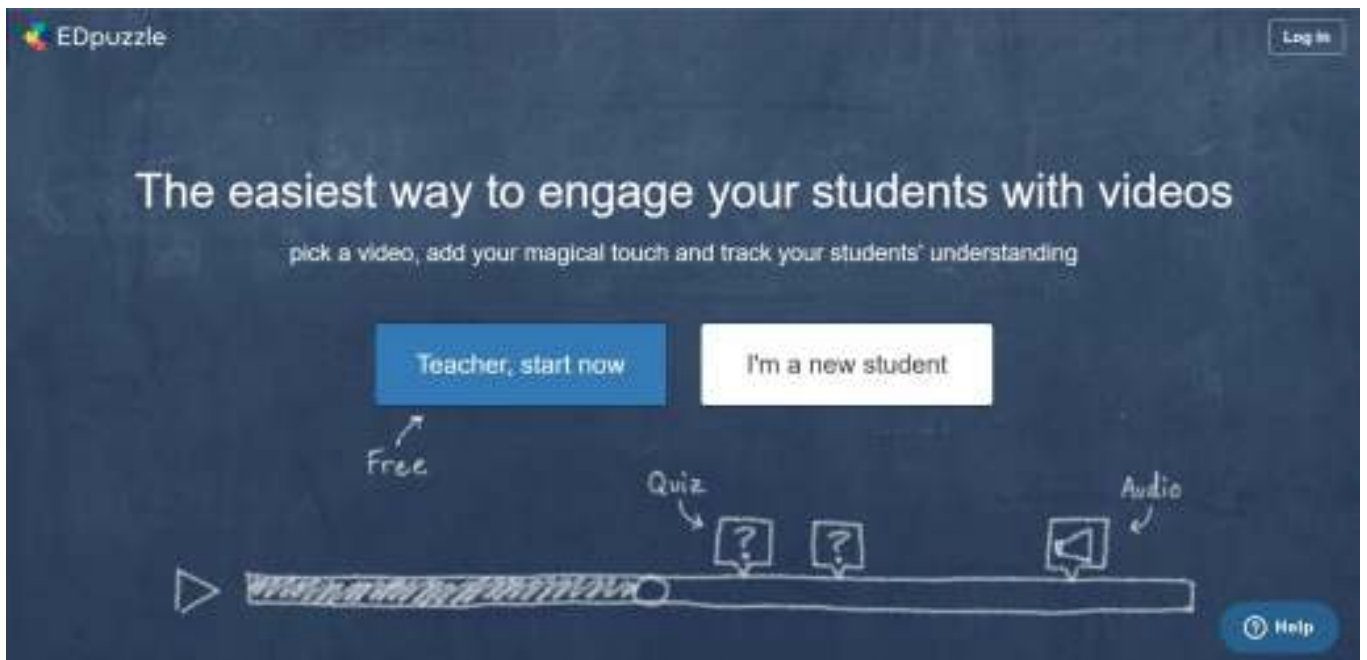 EDpuzzle
Log in
The easiest way to engage your students with videos
pick a video, add your magical touch and track your students' understanding
Teacher, start now
I'm a new student
Free
Quiz
Audio
?
?
Help